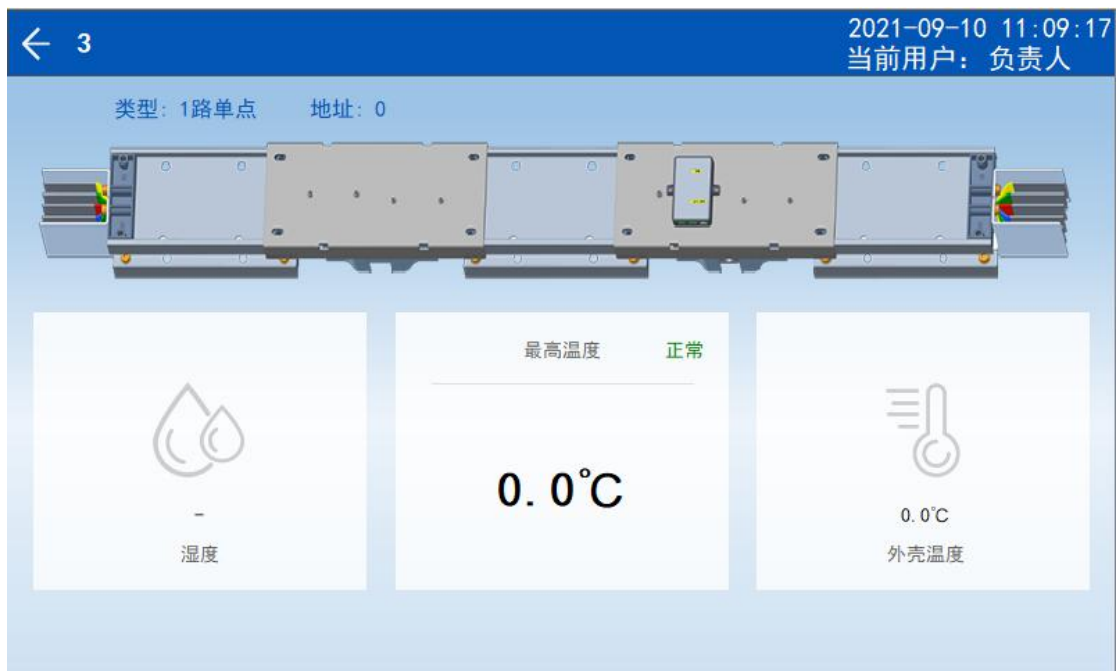 3
2021-09-10 11:09:17
当前用户： 负责人
类型: 1路单点 地址: 0
最高温度 正常
0.0℃
-
湿度
0.0℃
外壳温度